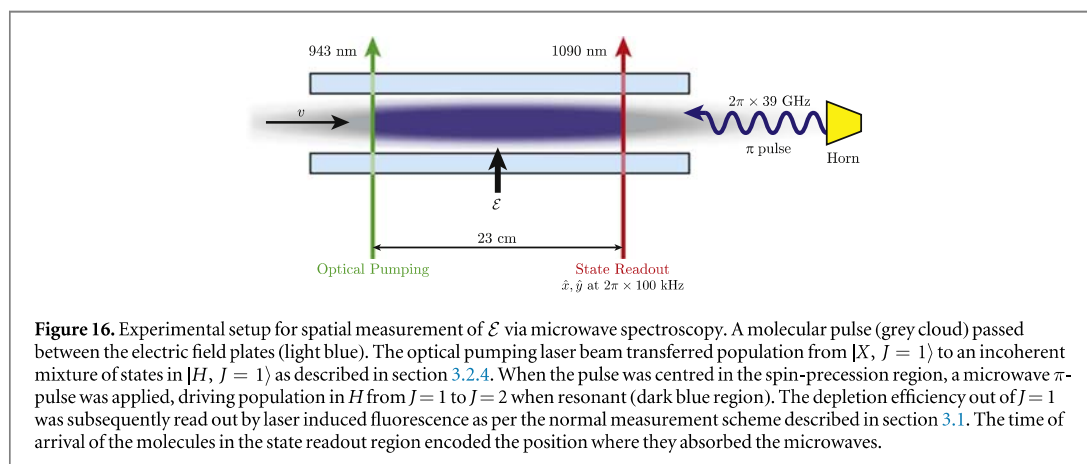 943 nm
1090 nm
v
2π × 39 GHz
π pulse
Horn
ℰ
23 cm
Optical Pumping
State Readout
x̂, ŷ at 2π × 100 kHz
Figure 16. Experimental setup for spatial measurement of ℰ via microwave spectroscopy. A molecular pulse (grey cloud) passed
between the electric field plates (light blue). The optical pumping laser beam transferred population from |X, J = 1⟩ to an incoherent
mixture of states in |H, J = 1⟩ as described in section 3.2.4. When the pulse was centred in the spin-precession region, a microwave π-
pulse was applied, driving population in H from J = 1 to J = 2 when resonant (dark blue region). The depletion efficiency out of J = 1
was subsequently read out by laser induced fluorescence as per the normal measurement scheme described in section 3.1. The time of
arrival of the molecules in the state readout region encoded the position where they absorbed the microwaves.